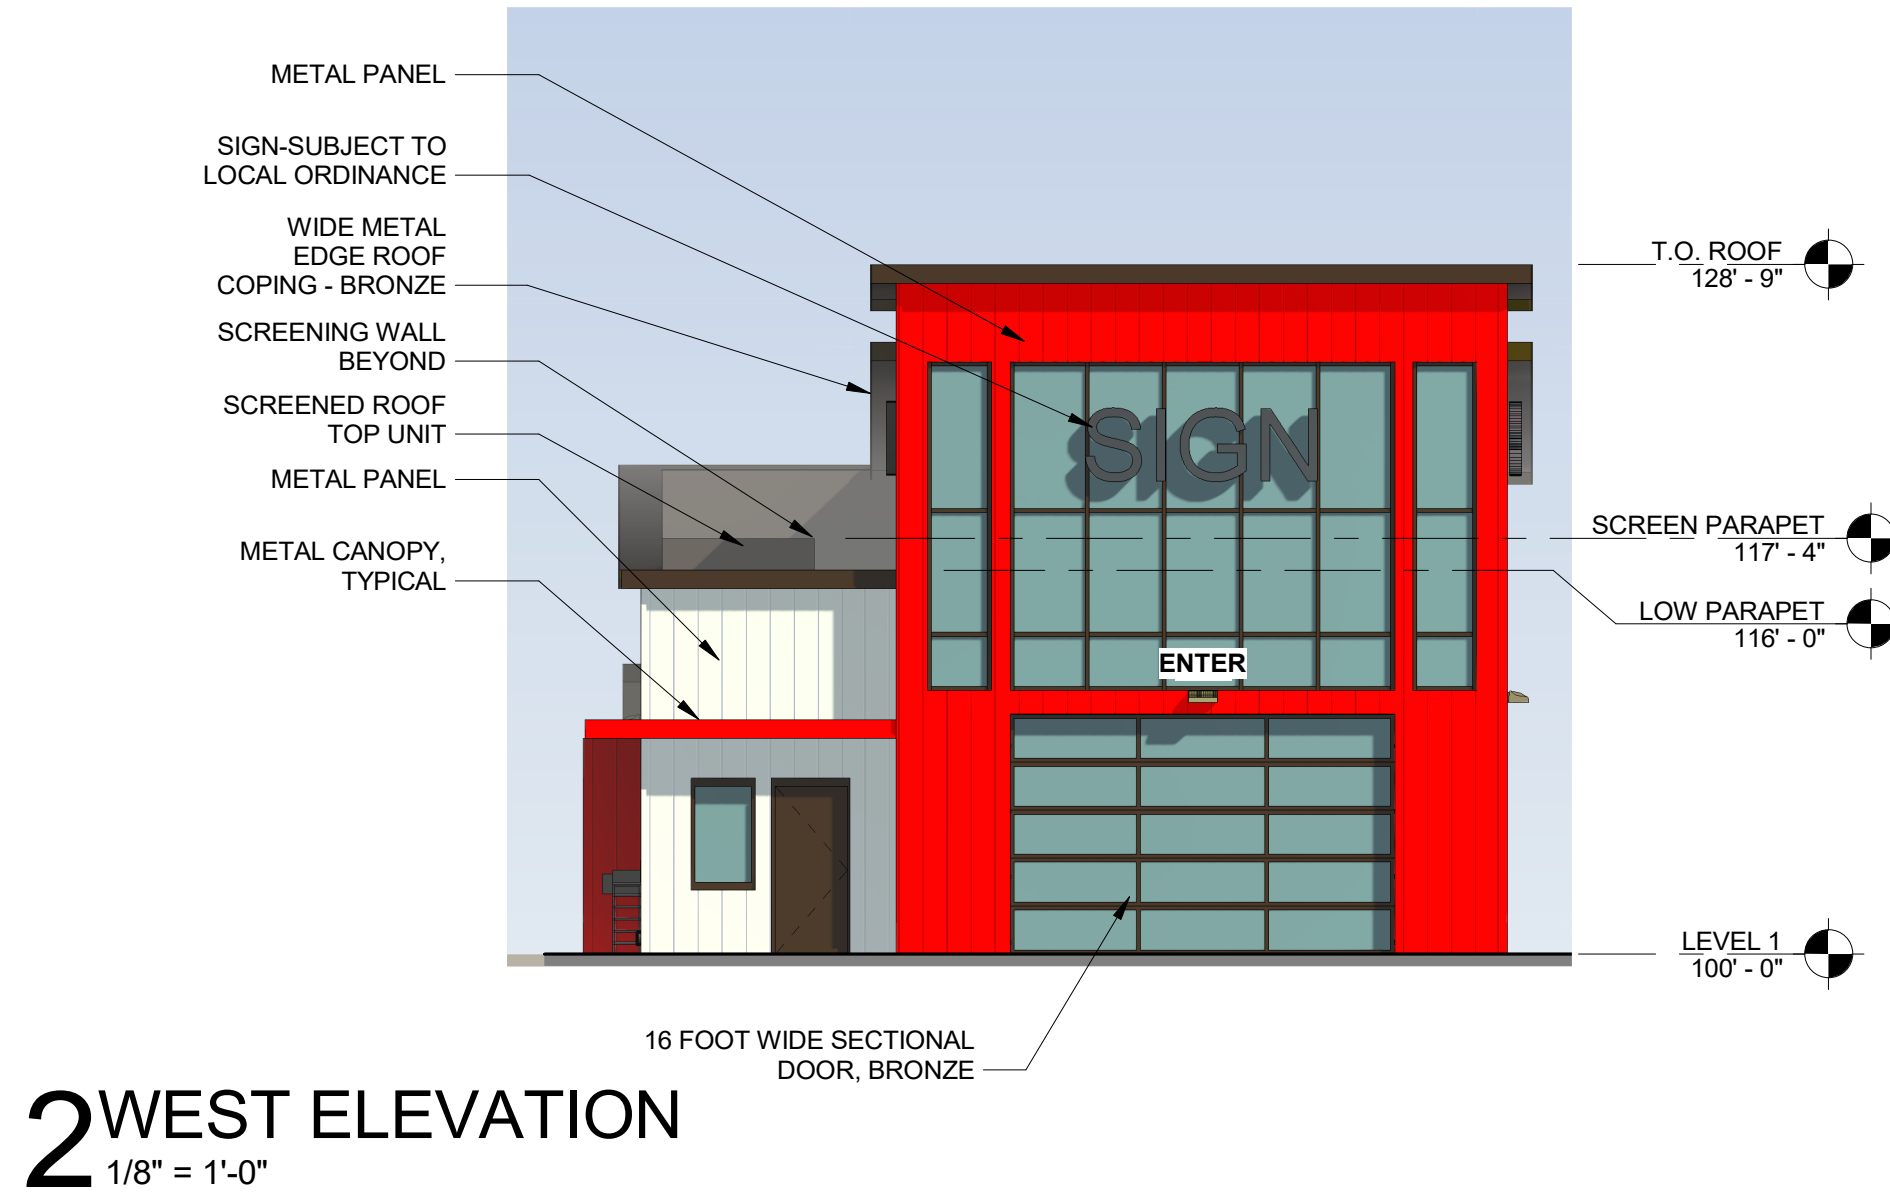 METAL PANEL
SIGN-SUBJECT TO
LOCAL ORDINANCE
WIDE METAL
EDGE ROOF
COPING - BRONZE
SCREENING WALL
BEYOND
SCREENED ROOF
TOP UNIT
METAL PANEL
METAL CANOPY,
TYPICAL
SIGN
ENTER
T.O. ROOF
128' - 9"
SCREEN PARAPET
117' - 4"
LOW PARAPET
116' - 0"
LEVEL 1
100' - 0"
16 FOOT WIDE SECTIONAL
DOOR, BRONZE
2 WEST ELEVATION
1/8" = 1'-0"